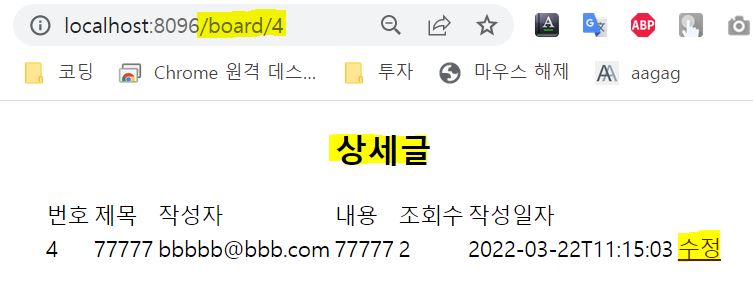 localhost:8096/board/4
ABP
코딩 Chrome 원격 데스... 투자 마우스 해제 aagag
상세글
번호 제목 작성자 내용 조회수 작성일자
4 77777 bbbbb@bbb.com 77777 2 2022-03-22T11:15:03 수정